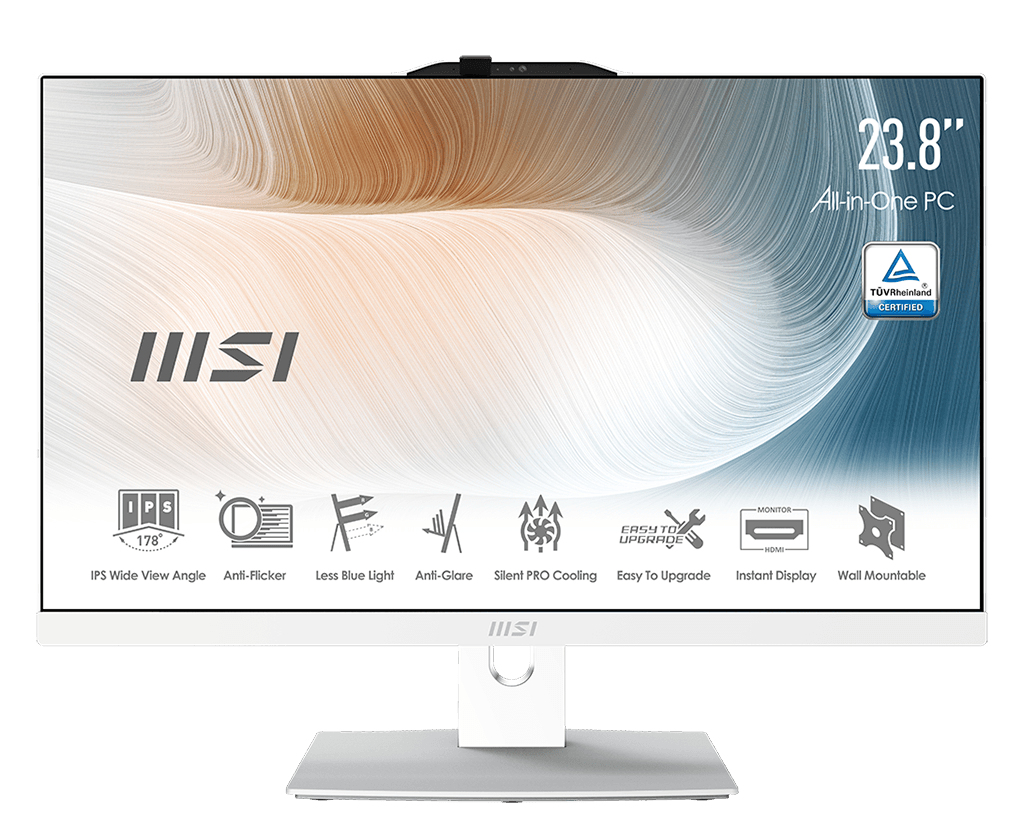 23.8"
All-in-One PC
TÜVRheinland®
CERTIFIED
MSI
IPS
178°
EASY TO
UPGRADE
MONITOR
HDMI
IPS Wide View Angle
Anti-Flicker
Less Blue Light
Anti-Glare
Silent PRO Cooling
Easy To Upgrade
Instant Display
Wall Mountable
MSI